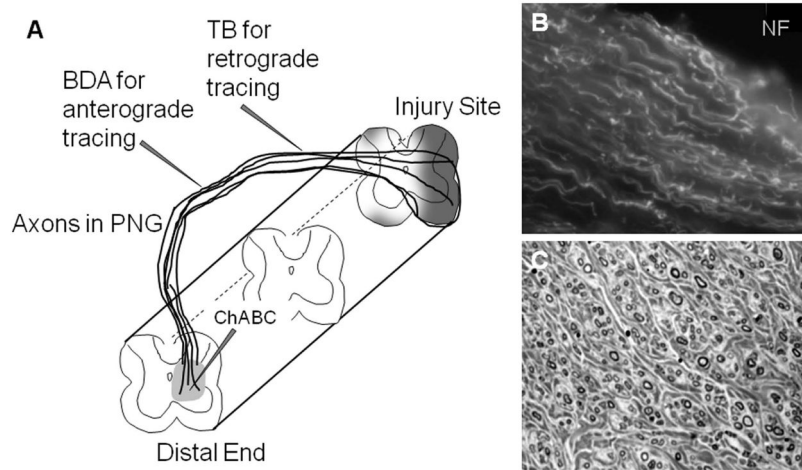 A
TB for
retrograde
tracing
BDA for
anterograde
tracing
Injury Site
Axons in PNG
ChABC
Distal End
B
NF
C